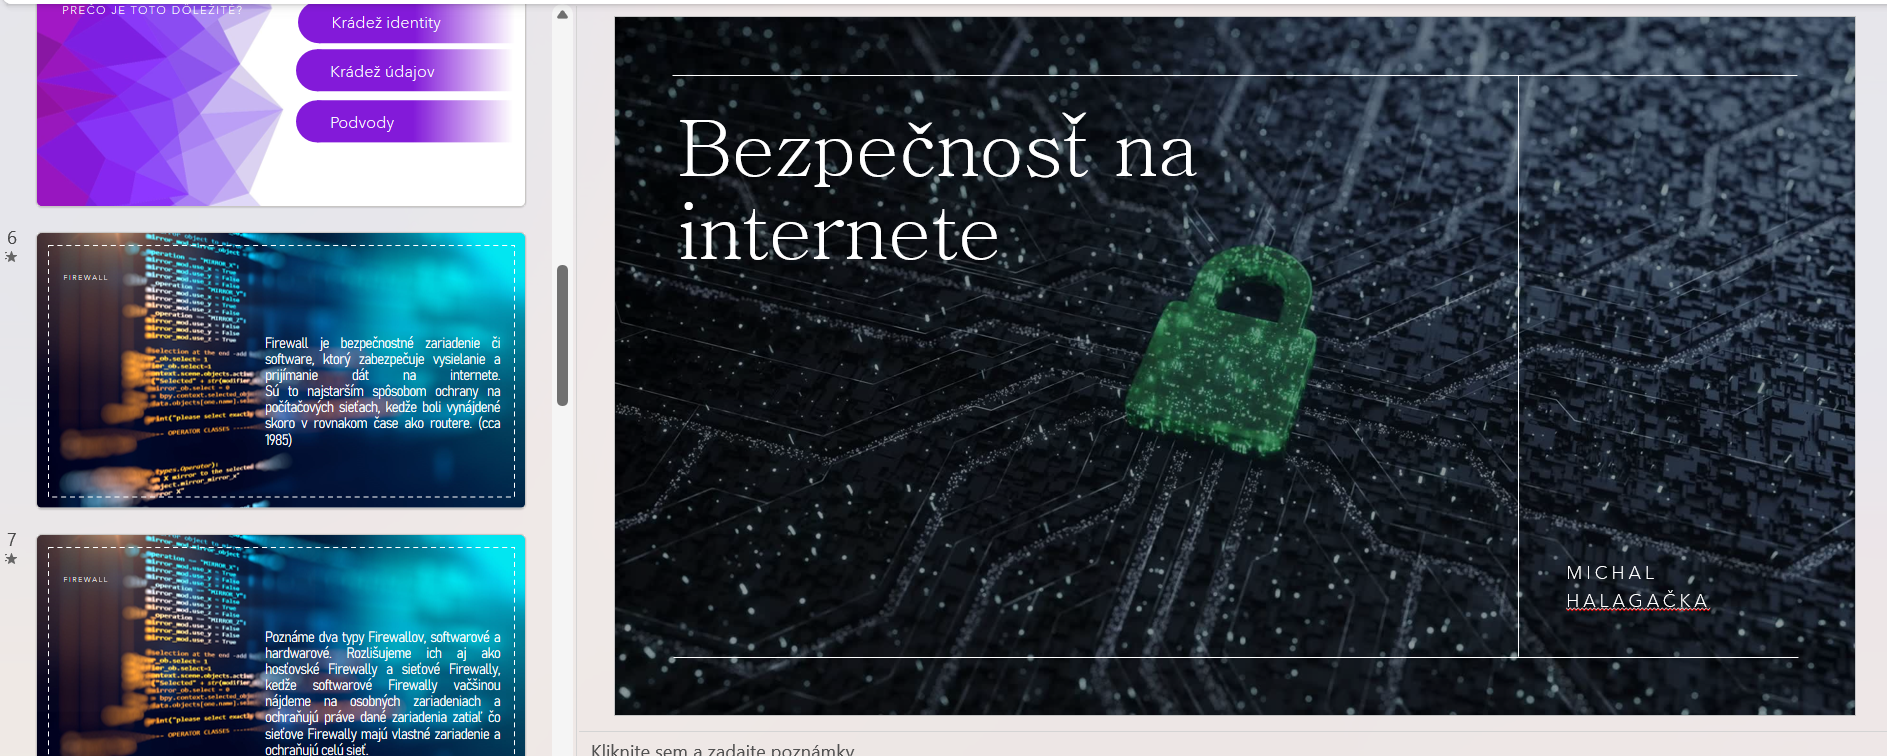 PREČO JE TOTO DÔLEŽITÉ?
Krádež identity
Krádež údajov
Podvody
6
FIREWALL
Firewall je bezpečnostné zariadenie či
software, ktorý zabezpečuje vysielanie a
prijímanie dát na internete.
Sú to najstarším spôsobom ochrany na
počítačových sieťach, kedže boli vynájdené
skoro v rovnakom čase ako routere. (cca
1985)
7
FIREWALL
Poznáme dva typy Firewallov, softwarové a
hardwarové. Rozlišujeme ich aj ako
hosťovské Firewally a sieťové Firewally,
kedže softwarové Firewally vačšinou
nájdeme na osobných zariadeniach a
ochraňujú práve dané zariadenia zatiaľ čo
sieťove Firewally majú vlastné zariadenie a
ochraňujú celú sieť.
Bezpečnosť na
internete
MICHAL
HALAGAČKA
Kliknite sem a zadajte poznámky